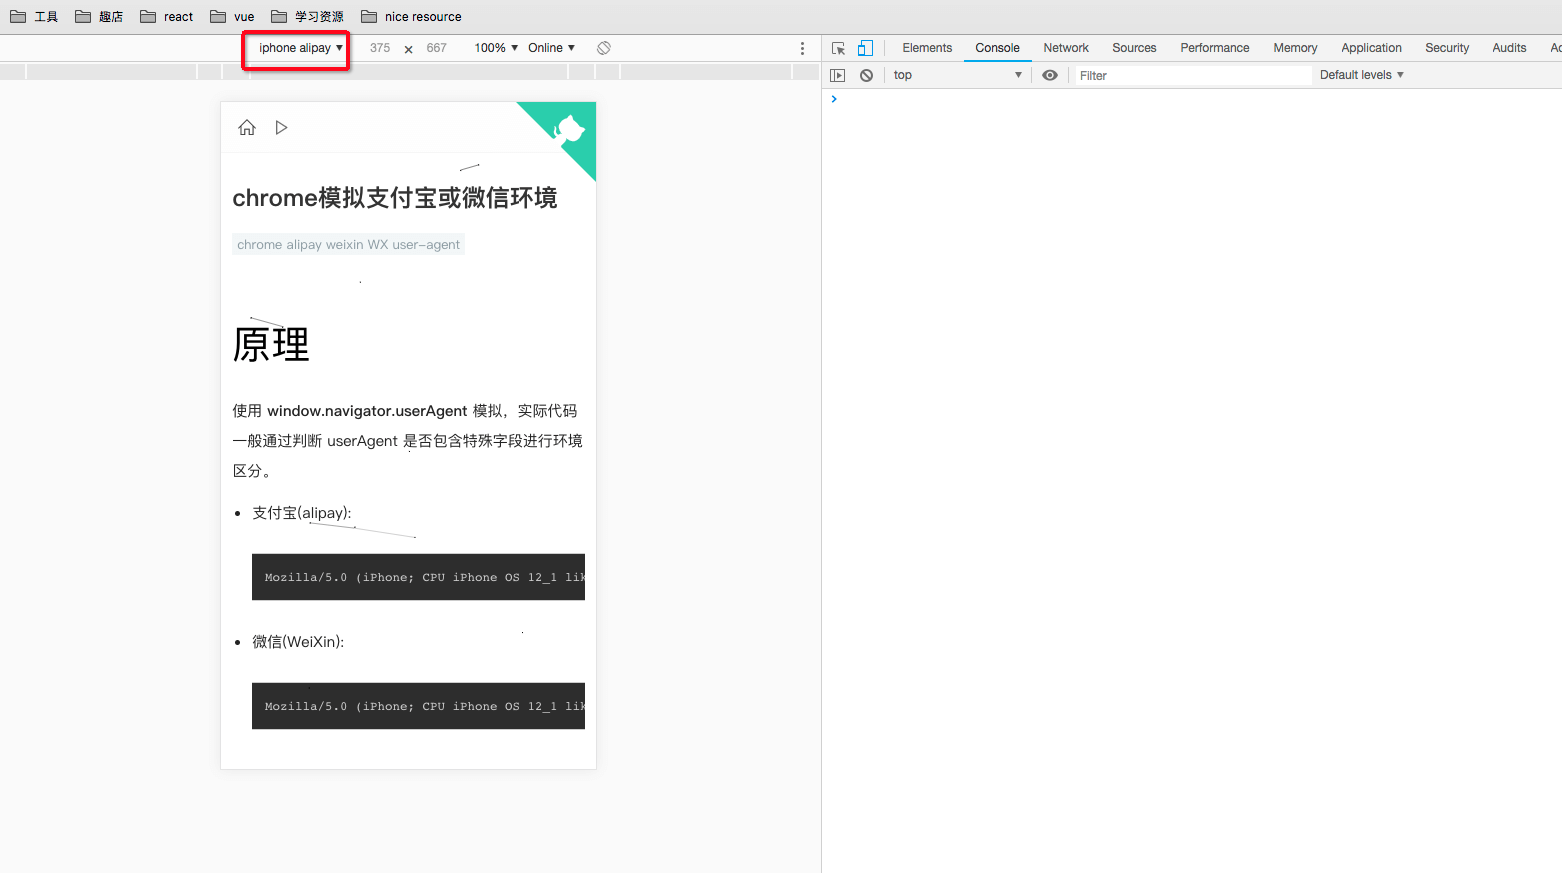 工具 趣店 react vue 学习资源 nice resource
iphone alipay 375 × 667 100% Online
Elements Console Network Sources Performance Memory Application Security Audits Ac
top Filter Default levels
chrome模拟支付宝或微信环境
chrome alipay weixin WX user-agent
原理
使用 window.navigator.userAgent 模拟，实际代码
一般通过判断 userAgent 是否包含特殊字段进行环境
区分。
支付宝(alipay):
Mozilla/5.0 (iPhone; CPU iPhone OS 12_1 lik
微信(WeiXin):
Mozilla/5.0 (iPhone; CPU iPhone OS 12_1 lik